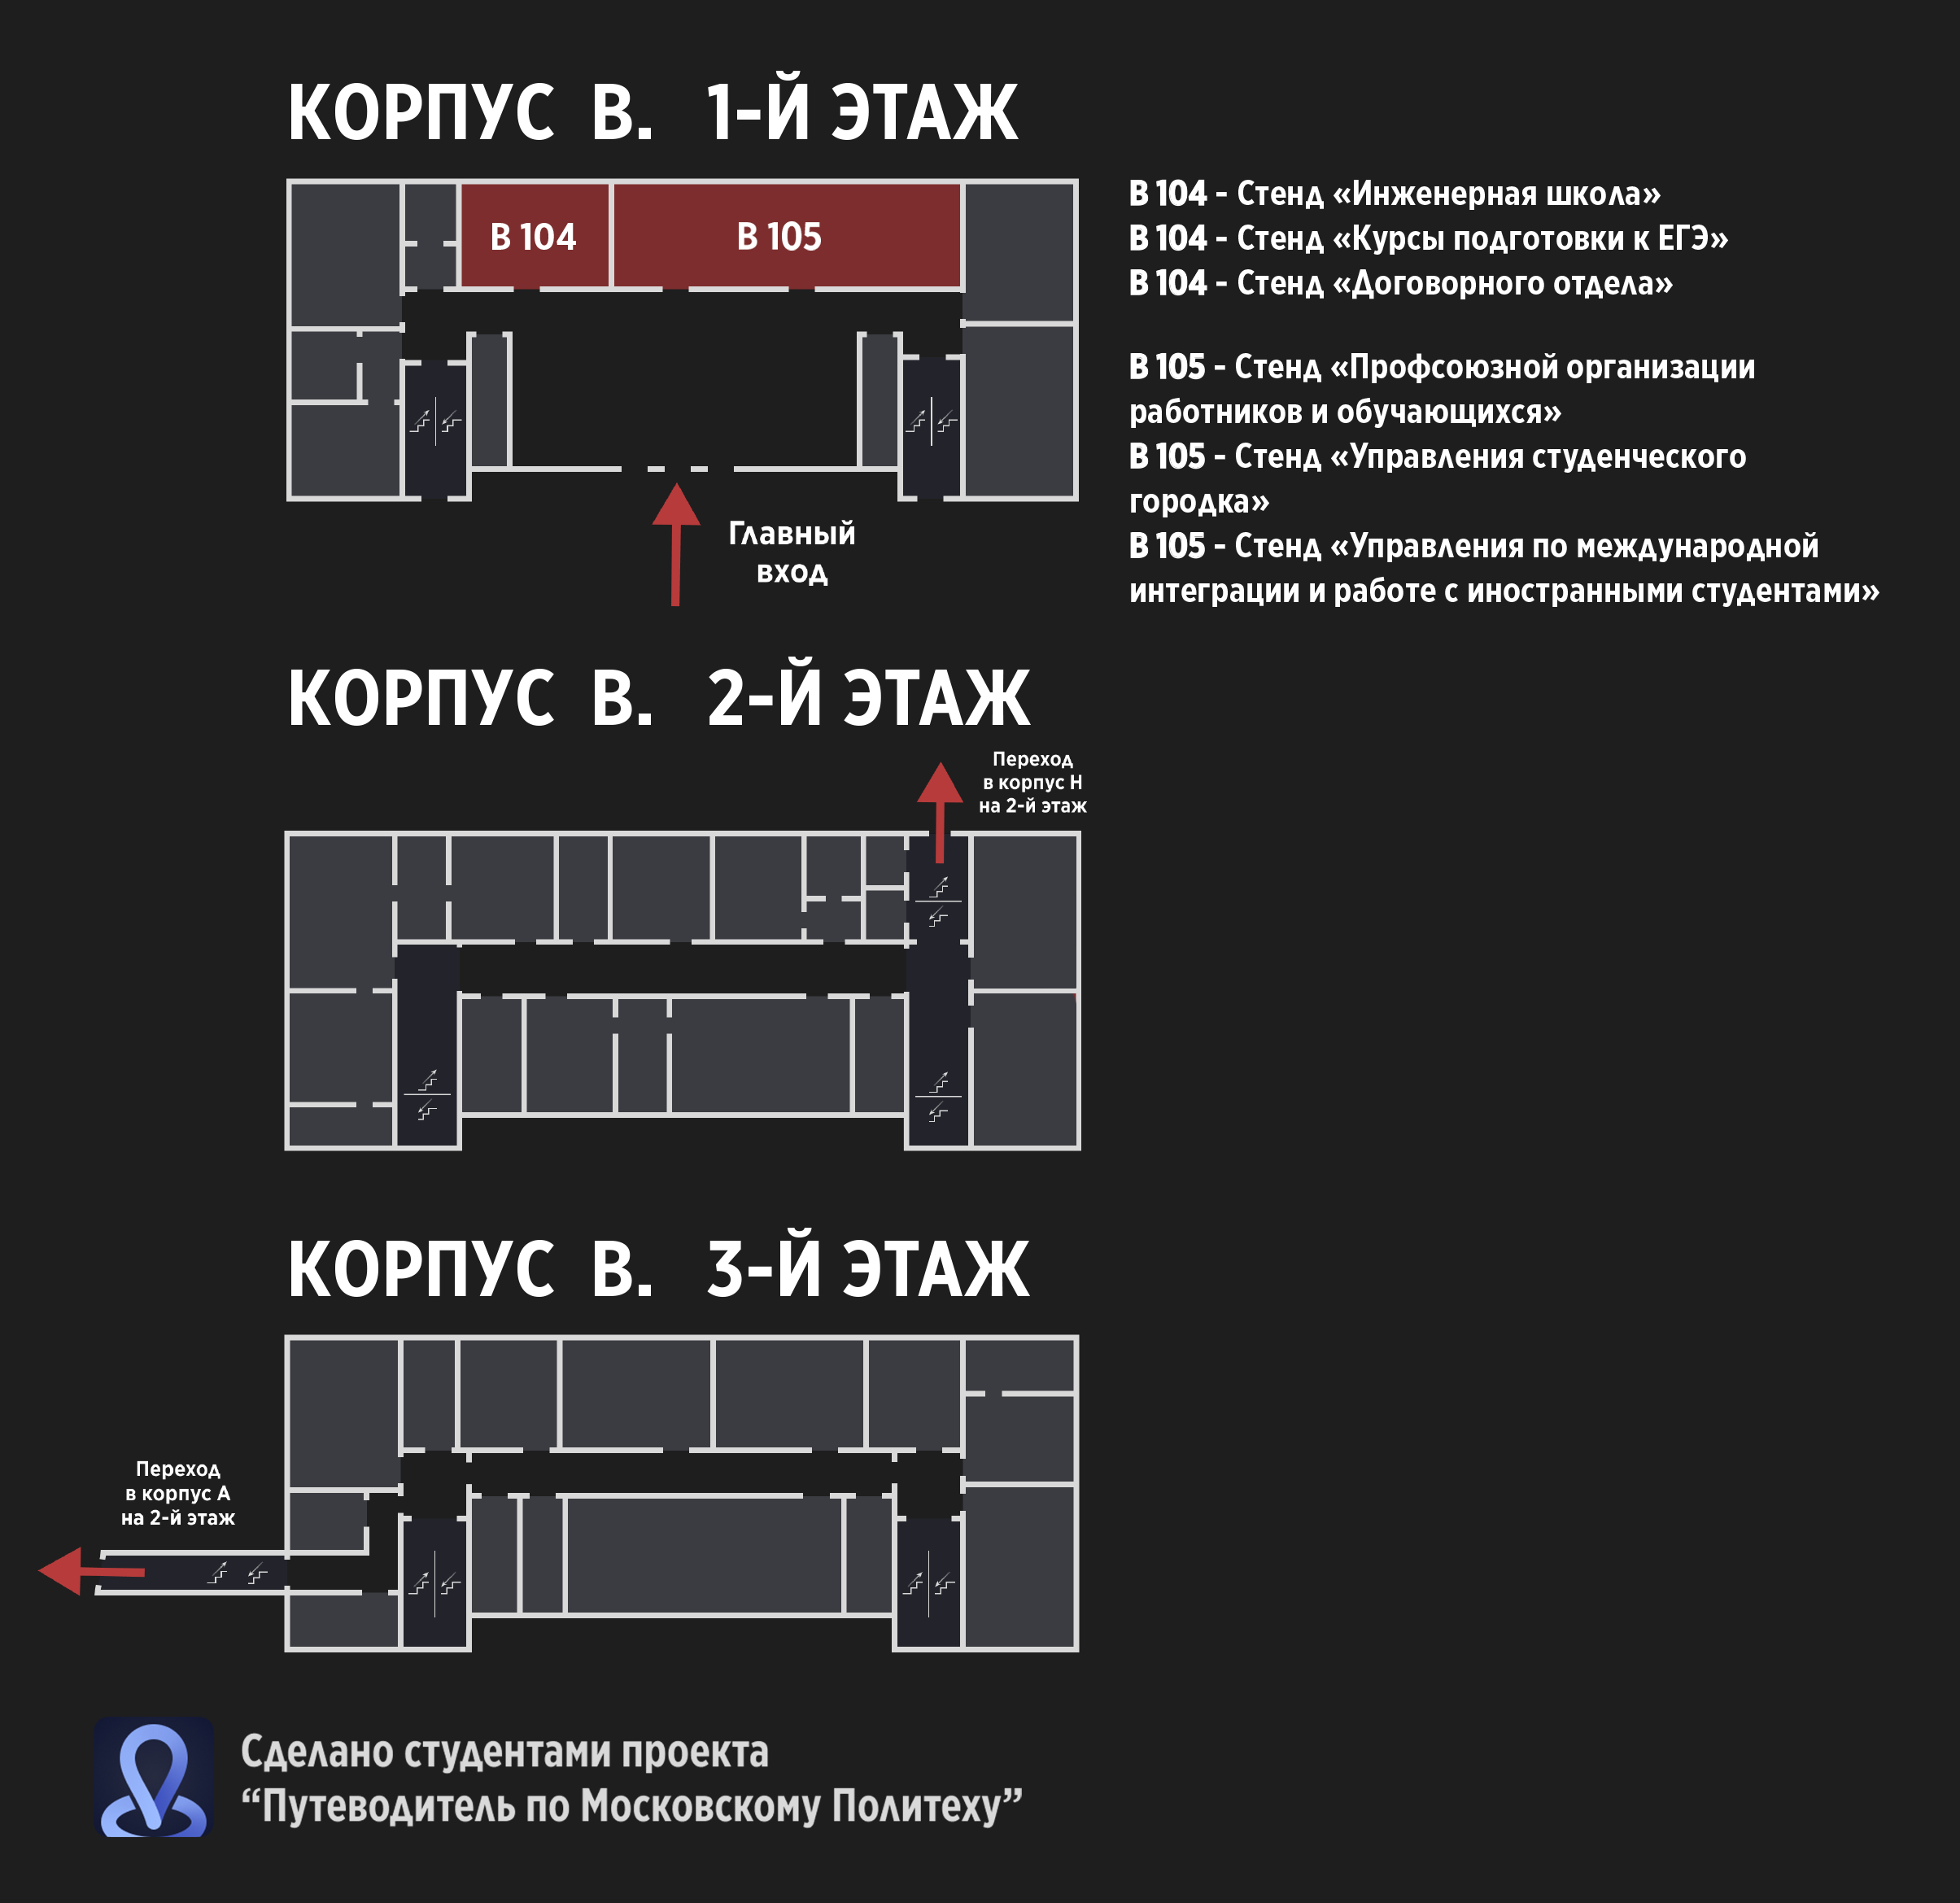 КОРПУС В. 1-Й ЭТАЖ
В 104
В 105
Главный
вход
В 104 - Стенд «Инженерная школа»
В 104 - Стенд «Курсы подготовки к ЕГЭ»
В 104 - Стенд «Договорного отдела»
В 105 - Стенд «Профсоюзной организации
работников и обучающихся»
В 105 - Стенд «Управления студенческого
городка»
В 105 - Стенд «Управления по международной
интеграции и работе с иностранными студентами»
КОРПУС В. 2-Й ЭТАЖ
Переход
в корпус Н
на 2-й этаж
КОРПУС В. 3-Й ЭТАЖ
Переход
в корпус А
на 2-й этаж
Сделано студентами проекта
“Путеводитель по Московскому Политеху”